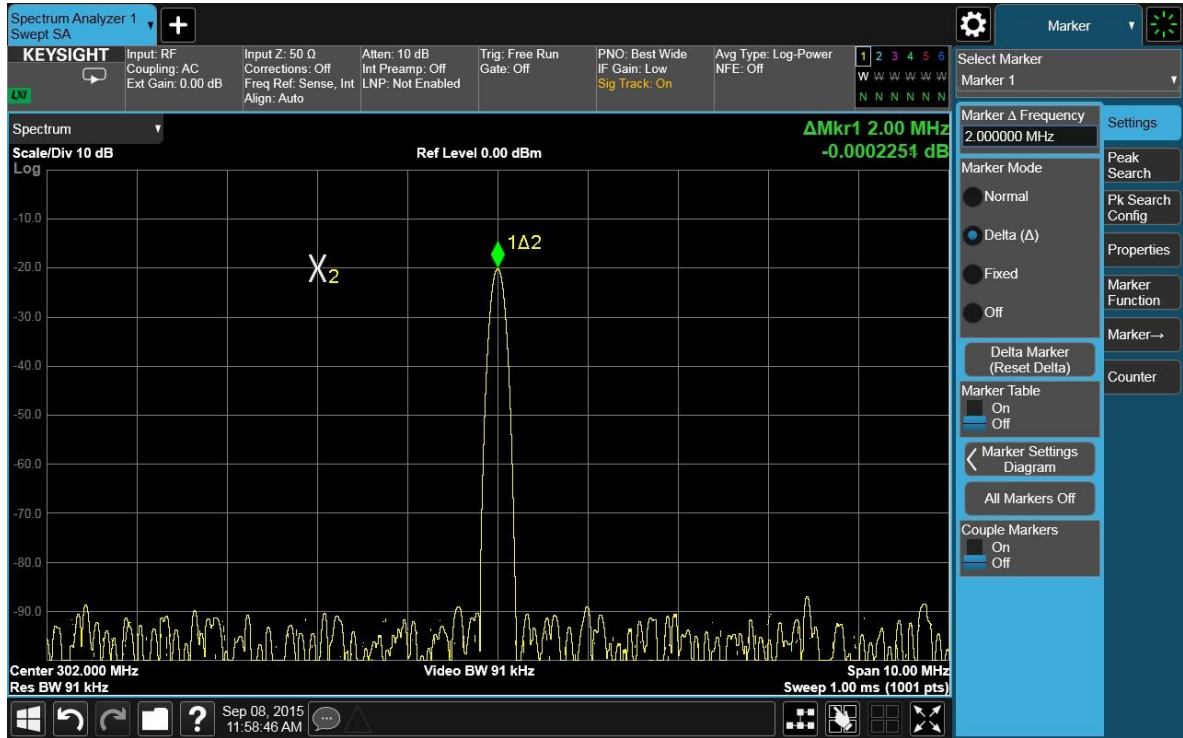 Spectrum Analyzer 1
Swept SA
Marker
KEYSIGHT
LXI
Input: RF
Coupling: AC
Ext Gain: 0.00 dB
Input Z: 50 Ω
Corrections: Off
Freq Ref: Sense, Int
Align: Auto
Atten: 10 dB
Int Preamp: Off
LNP: Not Enabled
Trig: Free Run
Gate: Off
PNO: Best Wide
IF Gain: Low
Sig Track: On
Avg Type: Log-Power
NFE: Off
1 2 3 4 5 6
W W W W W W
N N N N N N
Select Marker
Marker 1
Spectrum
ΔMkr1 2.00 MHz
Scale/Div 10 dB
Ref Level 0.00 dBm
-0.0002251 dB
Log
-10.0
-20.0
-30.0
-40.0
-50.0
-60.0
-70.0
-80.0
-90.0
1Δ2
X2
Center 302.000 MHz
Video BW 91 kHz
Span 10.00 MHz
Res BW 91 kHz
Sweep 1.00 ms (1001 pts)
Marker Δ Frequency
2.000000 MHz
Marker Mode
Normal
Delta (Δ)
Fixed
Off
Delta Marker
(Reset Delta)
Marker Table
On
Off
Marker Settings
Diagram
All Markers Off
Couple Markers
On
Off
Settings
Peak
Search
Pk Search
Config
Properties
Marker
Function
Marker→
Counter
?
Sep 08, 2015
11:58:46 AM